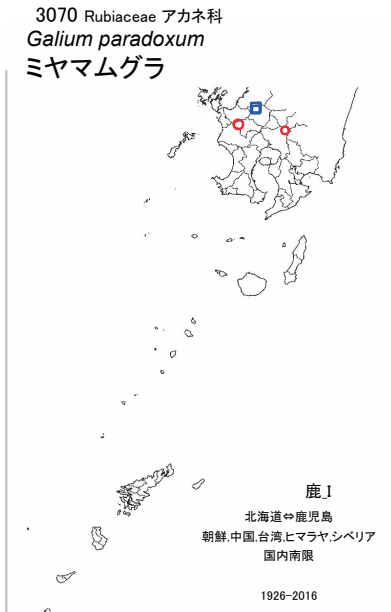 3070 Rubiaceae アカネ科
Galium paradoxum
ミヤマムグラ
鹿_I
北海道⇔鹿児島
朝鮮,中国,台湾,ヒマラヤ,シベリア
国内南限
1926-2016